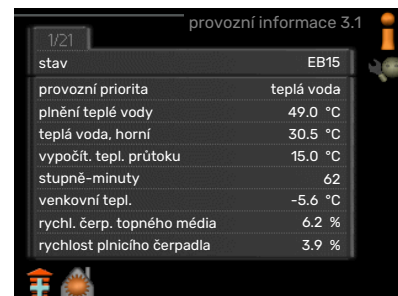 provozní informace 3.1
1/21
stav EB15
provozní priorita teplá voda
plnění teplé vody 49.0 °C
teplá voda, horní 30.5 °C
vypočít. tepl. průtoku 15.0 °C
stupně-minuty 62
venkovní tepl. -5.6 °C
rychl. čerp. topného média 6.2 %
rychlost plnicího čerpadla 3.9 %